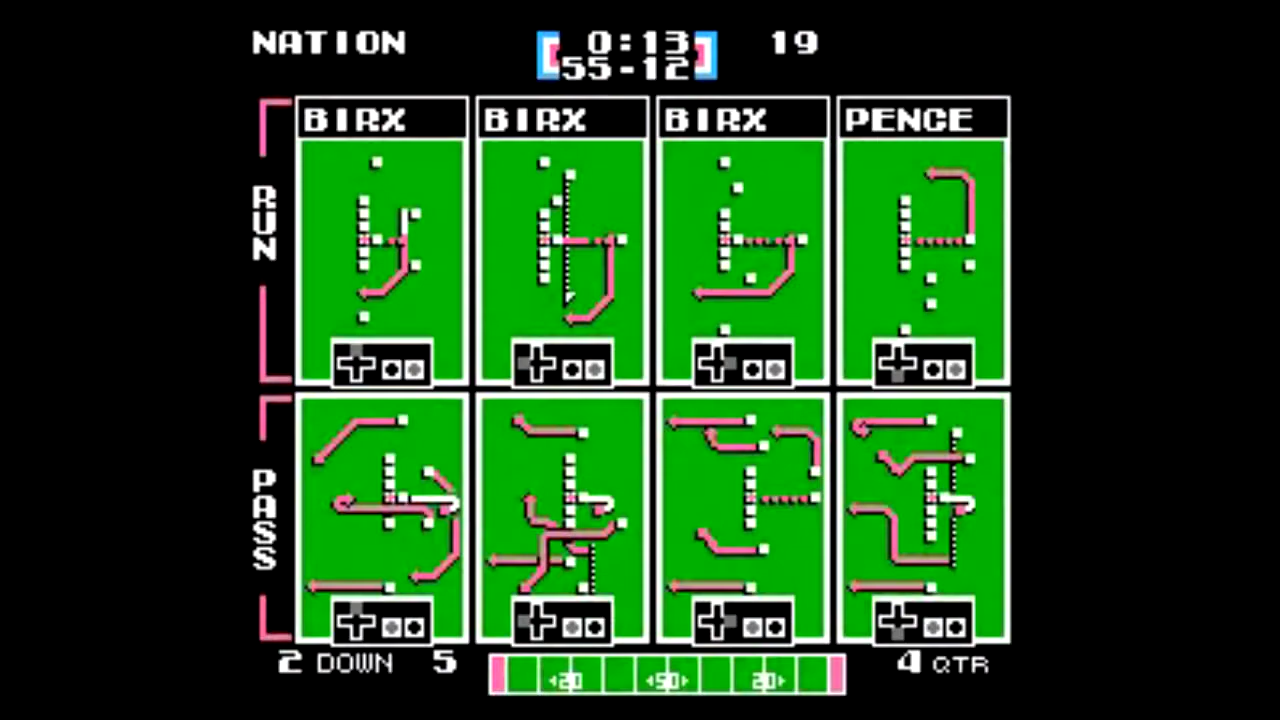 NATION 0:13 19
55-12
BIRX BIRX BIRX PENCE
RUN
PASS
2 DOWN 5 4 QTR
20 50 20